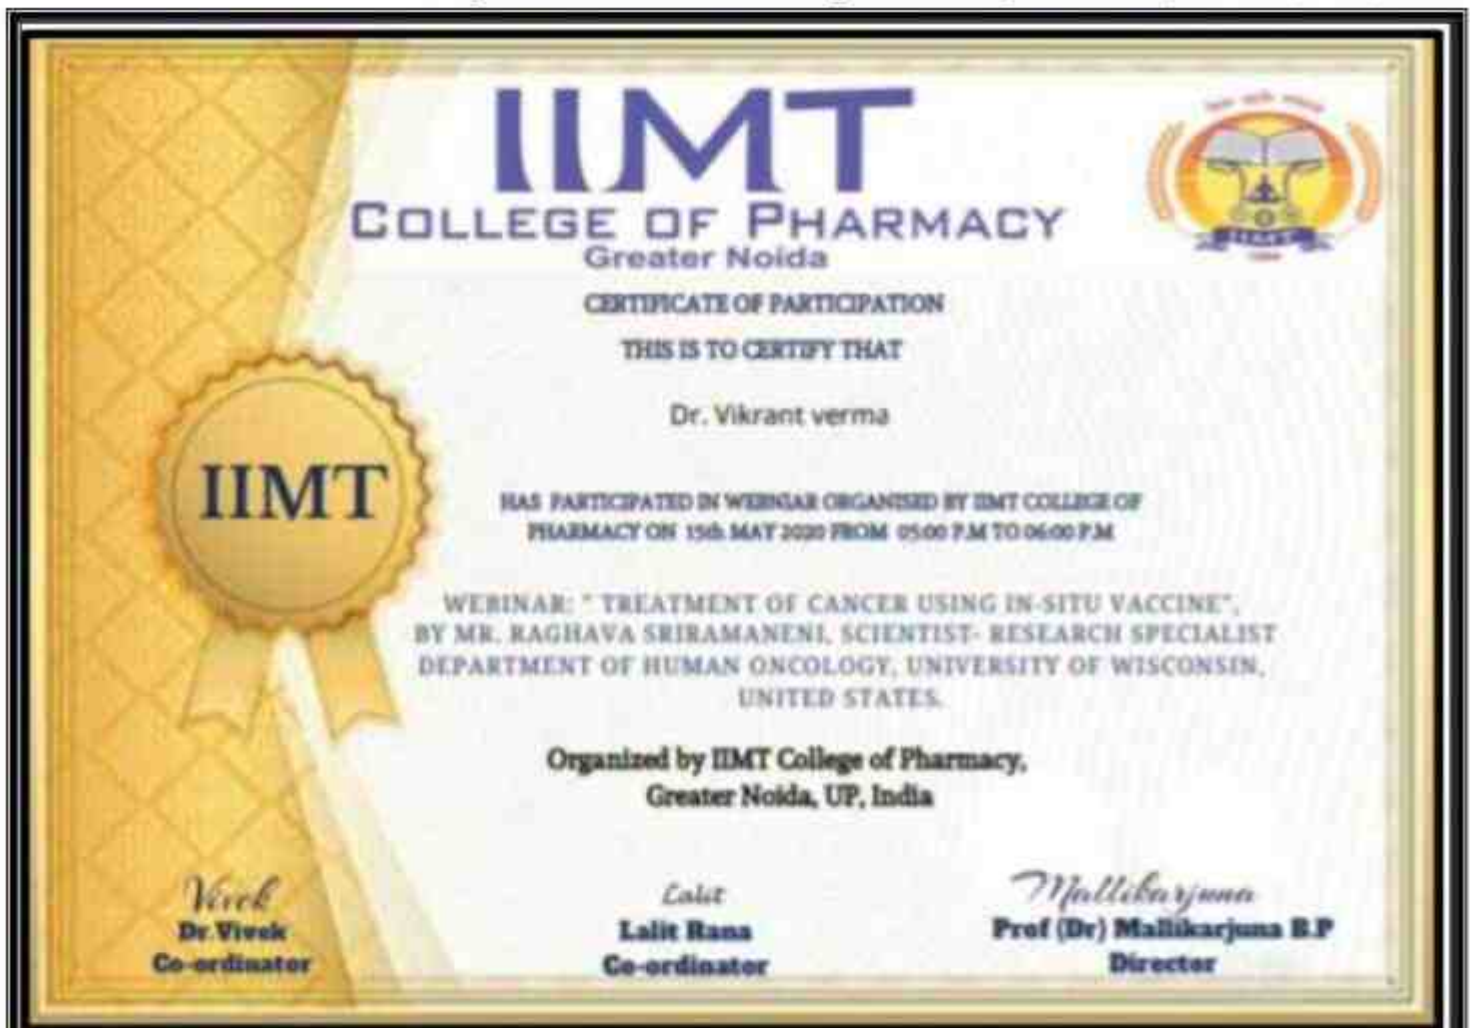 IIMT
COLLEGE OF PHARMACY
Greater Noida
CERTIFICATE OF PARTICIPATION
THIS IS TO CERTIFY THAT
Dr. Vikrant verma
IIMT
HAS PARTICIPATED IN WEBNIAR ORGANISED BY IIMT COLLEGE OF
PHARMACY ON 15th MAY 2020 FROM 05:00 P.M TO 06:00 P.M
WEBINAR: " TREATMENT OF CANCER USING IN-SITU VACCINE",
BY MR. RAGHAVA SRIRAMANENI, SCIENTIST- RESEARCH SPECIALIST
DEPARTMENT OF HUMAN ONCOLOGY, UNIVERSITY OF WISCONSIN,
UNITED STATES.
Organized by IIMT College of Pharmacy,
Greater Noida, UP, India
Vivek
Dr.Vivek
Co-ordinator
Lalit
Lalit Rana
Co-ordinator
Mallikarjuna
Prof (Dr) Mallikarjuna B.P
Director